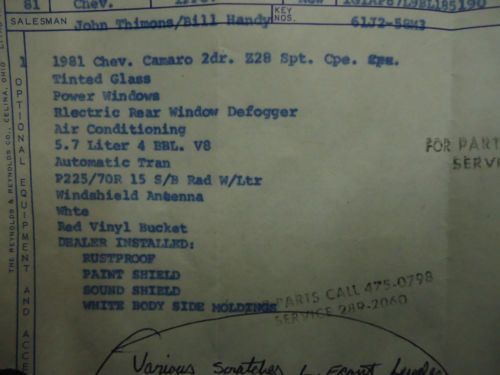 81 Chev. New
SALESMAN John Thimons/Bill Handy KEY NOS. 61J2-5GM3
1 1981 Chev. Camaro 2dr. Z28 Spt. Cpe.
Tinted Glass
Power Windows
Electric Rear Window Defogger
Air Conditioning
5.7 Liter 4 BBL. V8
Automatic Tran
P225/70R 15 S/B Rad W/Ltr
Windshield Antenna
Whte
Red Vinyl Bucket
DEALER INSTALLED:
RUSTPROOF
PAINT SHIELD
SOUND SHIELD
WHITE BODY SIDE MOLDINGS
FOR PART
SERV
PARTS CALL 475-0798
SERVICE 289-2060
Various Scratches
OPTIONAL EQUIPMENT AND ACCE
THE REYNOLDS & REYNOLDS CO., CELINA, OHIO